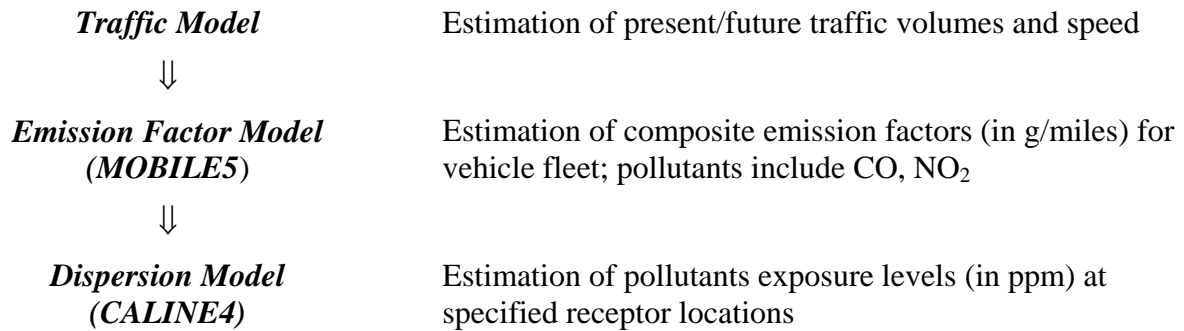 Traffic Model Estimation of present/future traffic volumes and speed
⇓
Emission Factor Model Estimation of composite emission factors (in g/miles) for
(MOBILE5) vehicle fleet; pollutants include CO, NO₂
⇓
Dispersion Model Estimation of pollutants exposure levels (in ppm) at
(CALINE4) specified receptor locations